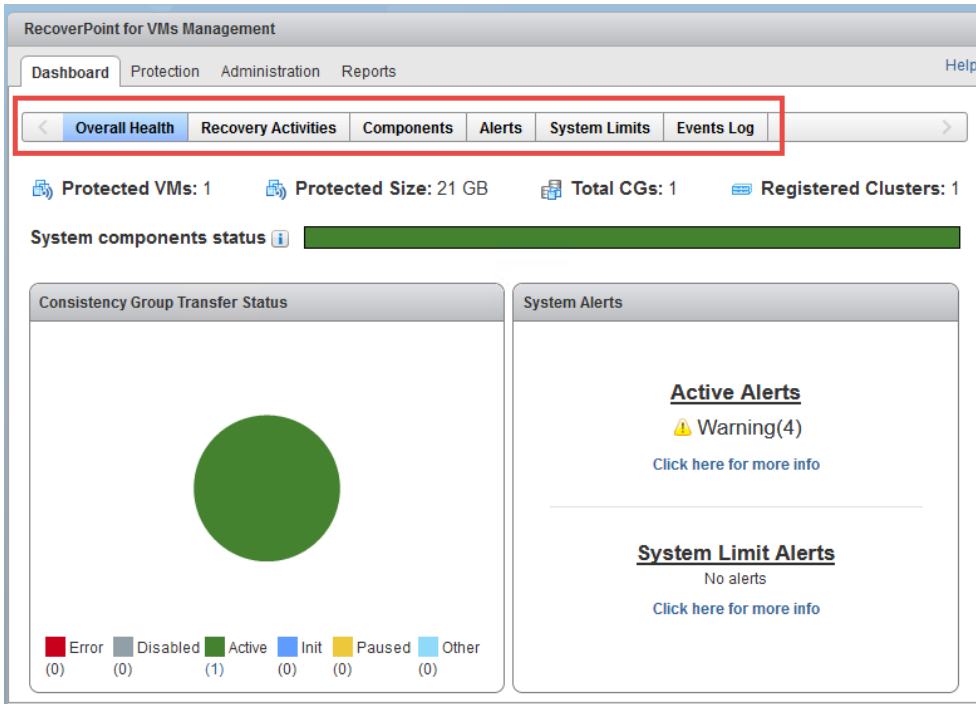 RecoverPoint for VMs Management
Dashboard Protection Administration Reports Help
Overall Health Recovery Activities Components Alerts System Limits Events Log
Protected VMs: 1 Protected Size: 21 GB Total CGs: 1 Registered Clusters: 1
System components status
Consistency Group Transfer Status
Error Disabled Active Init Paused Other
(0) (0) (1) (0) (0) (0)
System Alerts
Active Alerts
Warning(4)
Click here for more info
System Limit Alerts
No alerts
Click here for more info